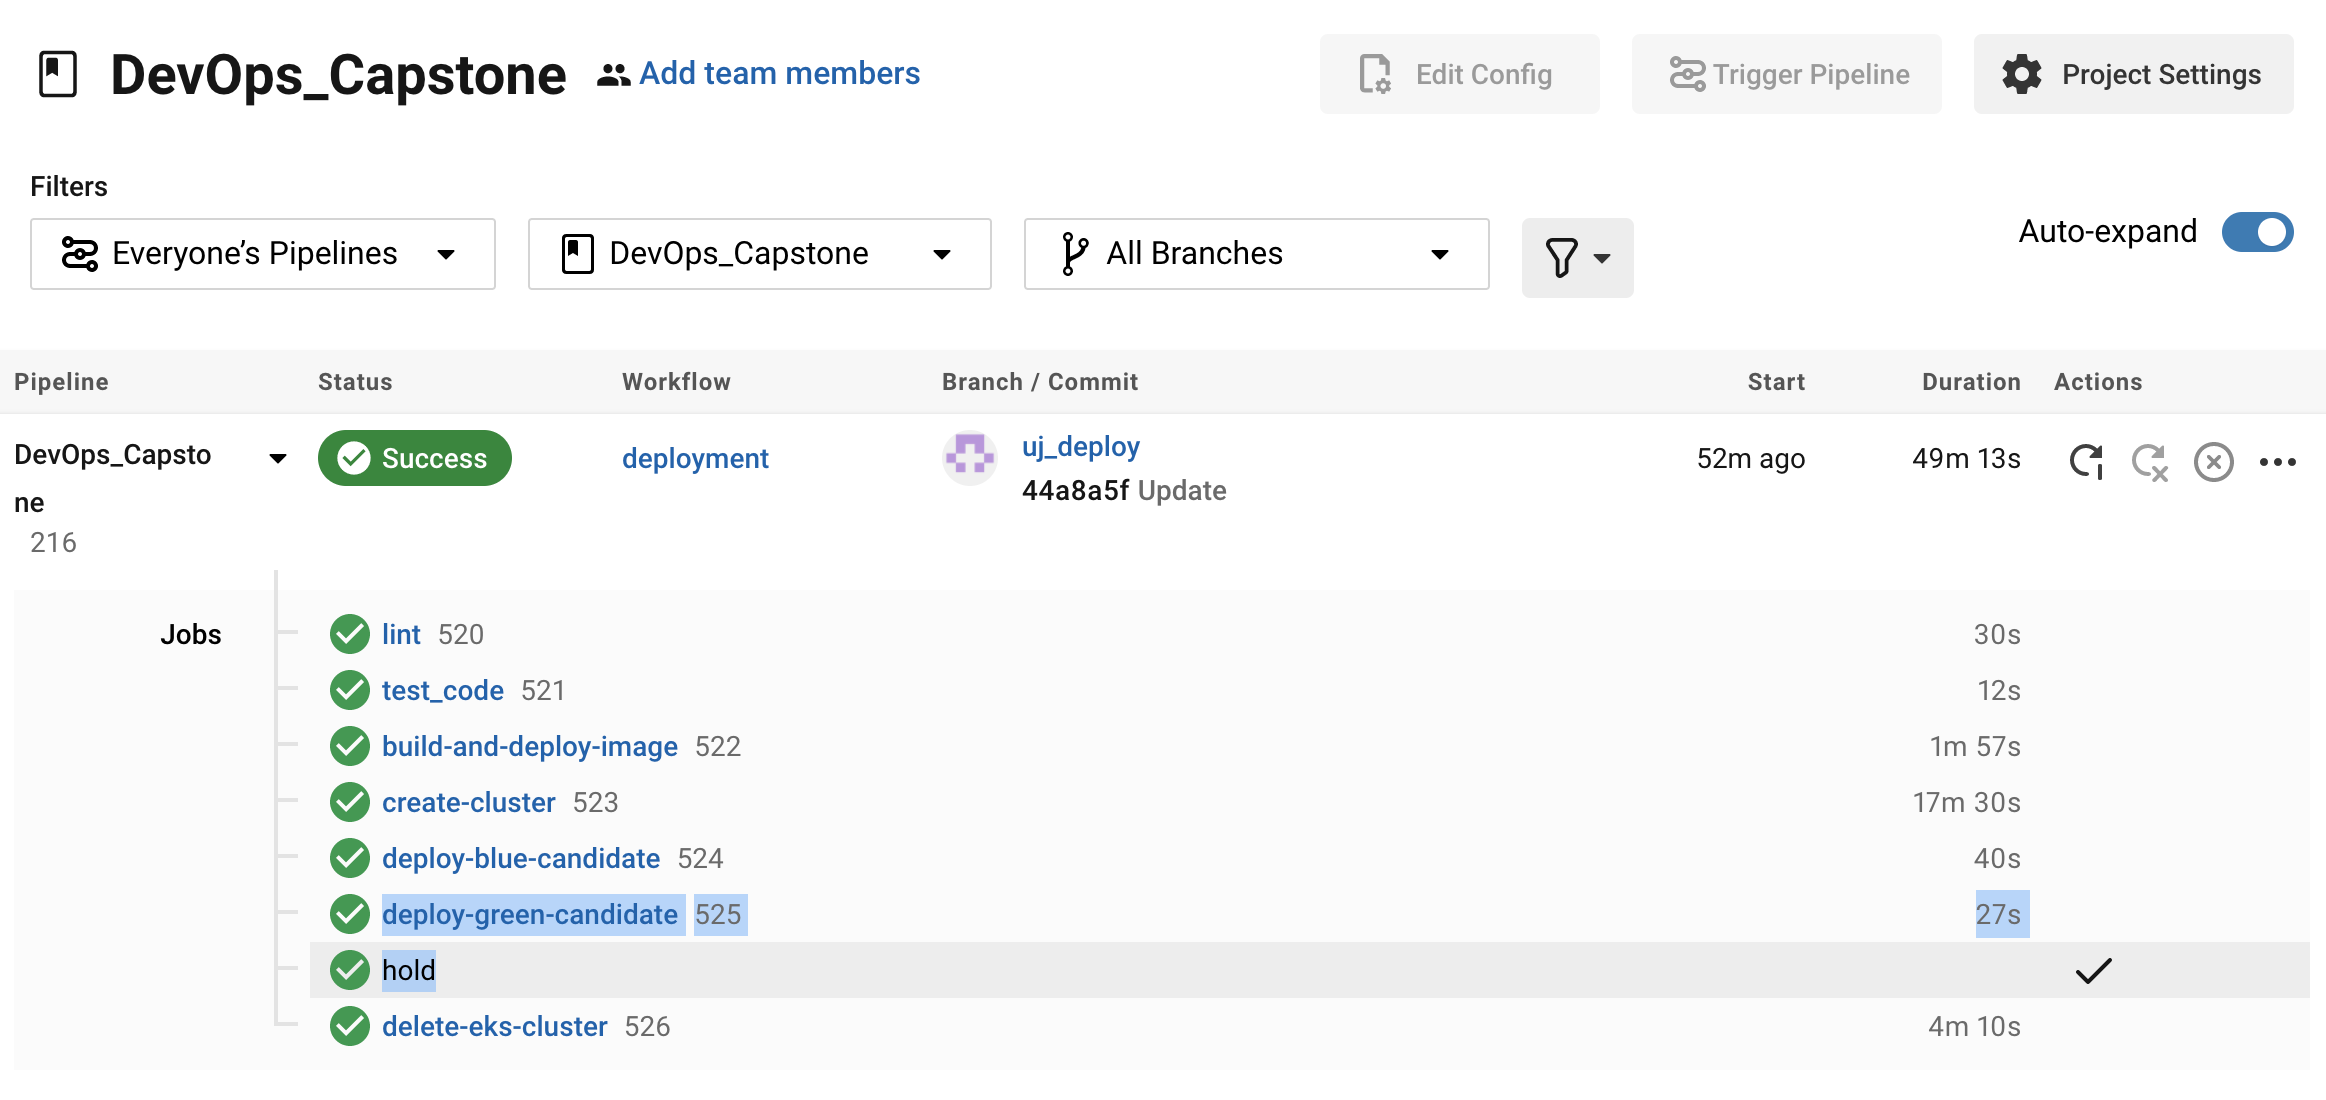 DevOps_Capstone Add team members Edit Config Trigger Pipeline Project Settings
Filters
Everyone’s Pipelines DevOps_Capstone All Branches Auto-expand
Pipeline Status Workflow Branch / Commit Start Duration Actions
DevOps_Capsto Success deployment uj_deploy 52m ago 49m 13s
ne 44a8a5f Update
216
Jobs lint 520 30s
test_code 521 12s
build-and-deploy-image 522 1m 57s
create-cluster 523 17m 30s
deploy-blue-candidate 524 40s
deploy-green-candidate 525 27s
hold
delete-eks-cluster 526 4m 10s